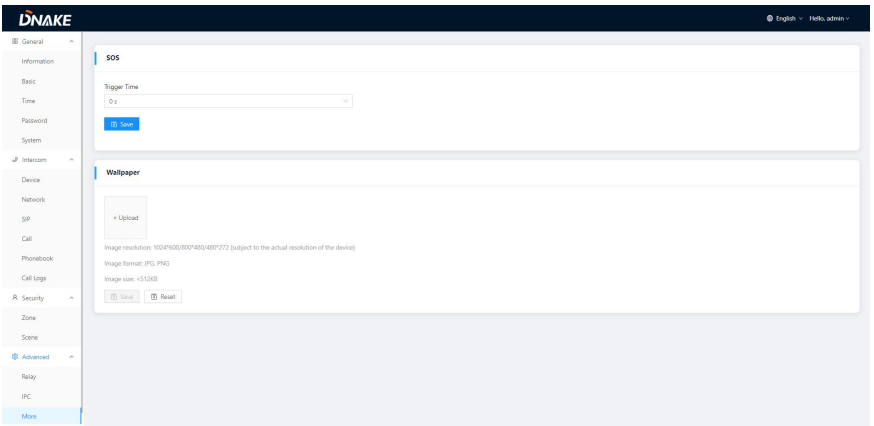 DNAKE
English
Hello, admin
General
Information
Basic
Time
Password
System
Intercom
Device
Network
SIP
Call
Phonebook
Call Logs
Security
Zone
Scene
Advanced
Relay
IPC
More
SOS
Trigger Time
0 s
Save
Wallpaper
+ Upload
Image resolution: 1024*600/800*480/480*272 (subject to the actual resolution of the device)
Image format: JPG, PNG
Image size: <512KB
Save
Reset